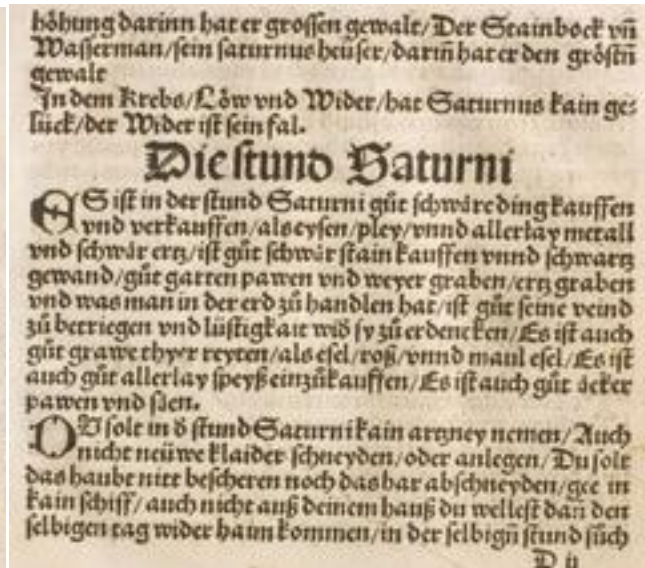 höhung darinn hat er grossen gewalt/Der Stainbock vñ
Wasserman/sein saturnus heüser/dariñ hat er den gröstñ
gewalt
In dem Krebs/Löw vnd Wider/hat Saturnus kain ge⸗
lück/der Wider ist sein fal.
Die stund Saturni
ES ist in der stund Saturni gůt schwäre ding kauffen
vnd verkauffen/als eysen/pley/vnnd allerlay metall
vnd schwär ertz/ist gůt schwär stain kauffen vnnd schwartz
gewand/gůt garten pawen vnd weyer graben/ertz graben
vnd was man in der erd zů handlen hat/ist gůt seine veind
zů betriegen vnd lüstigkait wid sy zů erdencken/Es ist auch
gůt grawe thyer reyten/als esel/roß/vnnd maul esel/Es ist
auch gůt allerlay speyß einzůkauffen/Es ist auch gůt äcker
pawen vnd säen.
DU solt in d stund Saturni kain artzney nemen/Auch
nicht neüwe klaider schneyden/oder anlegen/Du solt
das haubt nitt bescheren noch das har abschneyden/gee in
kain schiff/auch nicht auß deinem hauß du wellest dañ den
selbigen tag wider haim kommen/in der selbigñ stund sůch
D ij